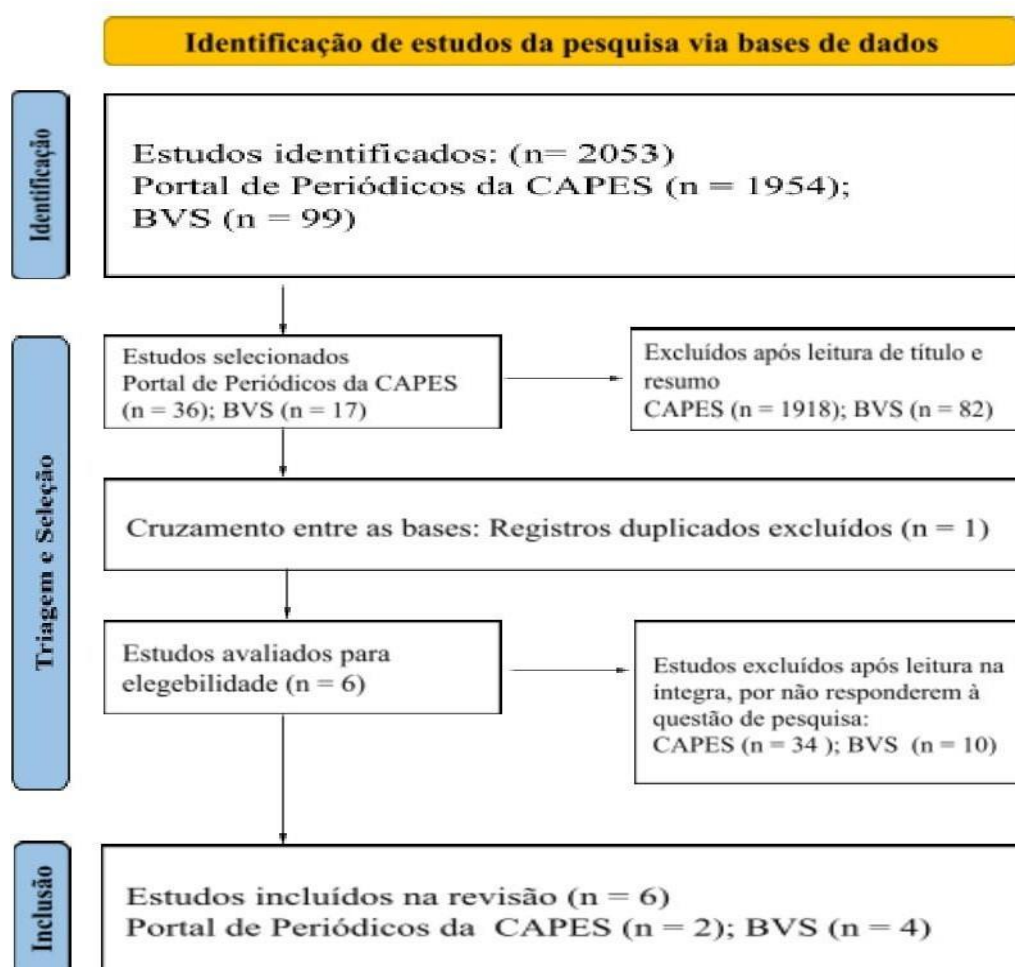 Identificação de estudos da pesquisa via bases de dados
Identificação
Estudos identificados: (n= 2053)
Portal de Periódicos da CAPES (n = 1954);
BVS (n = 99)
Triagem e Seleção
Estudos selecionados
Portal de Periódicos da CAPES
(n = 36); BVS (n = 17)
Excluídos após leitura de título e
resumo
CAPES (n = 1918); BVS (n = 82)
Cruzamento entre as bases: Registros duplicados excluídos (n = 1)
Estudos avaliados para
elegebilidade (n = 6)
Estudos excluídos após leitura na
íntegra, por não responderem à
questão de pesquisa:
CAPES (n = 34 ); BVS (n = 10)
Inclusão
Estudos incluídos na revisão (n = 6)
Portal de Periódicos da CAPES (n = 2); BVS (n = 4)